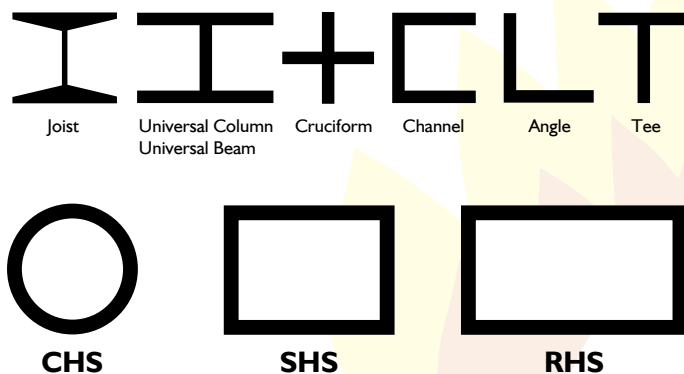 Joist
Universal Column
Universal Beam
Cruciform
Channel
Angle
Tee
CHS
SHS
RHS